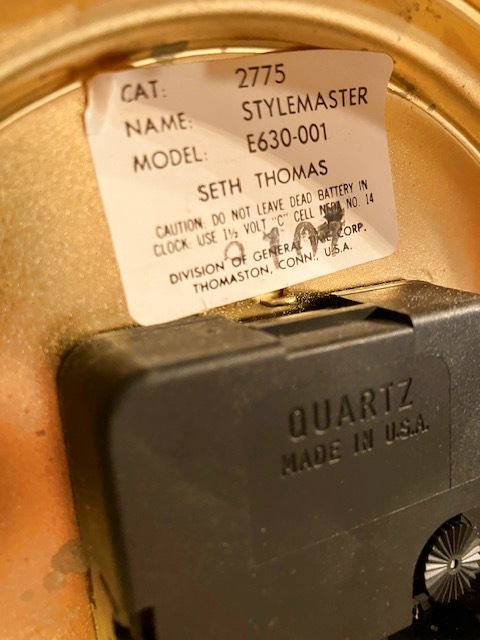 CAT: 2775
NAME: STYLEMASTER
MODEL: E630-001
SETH THOMAS
CAUTION: DO NOT LEAVE DEAD BATTERY IN
CLOCK: USE 1½ VOLT "C" CELL NEDA NO. 14
DIVISION OF GENERAL TIME CORP.
THOMASTON, CONN., U.S.A.
QUARTZ
MADE IN U.S.A.